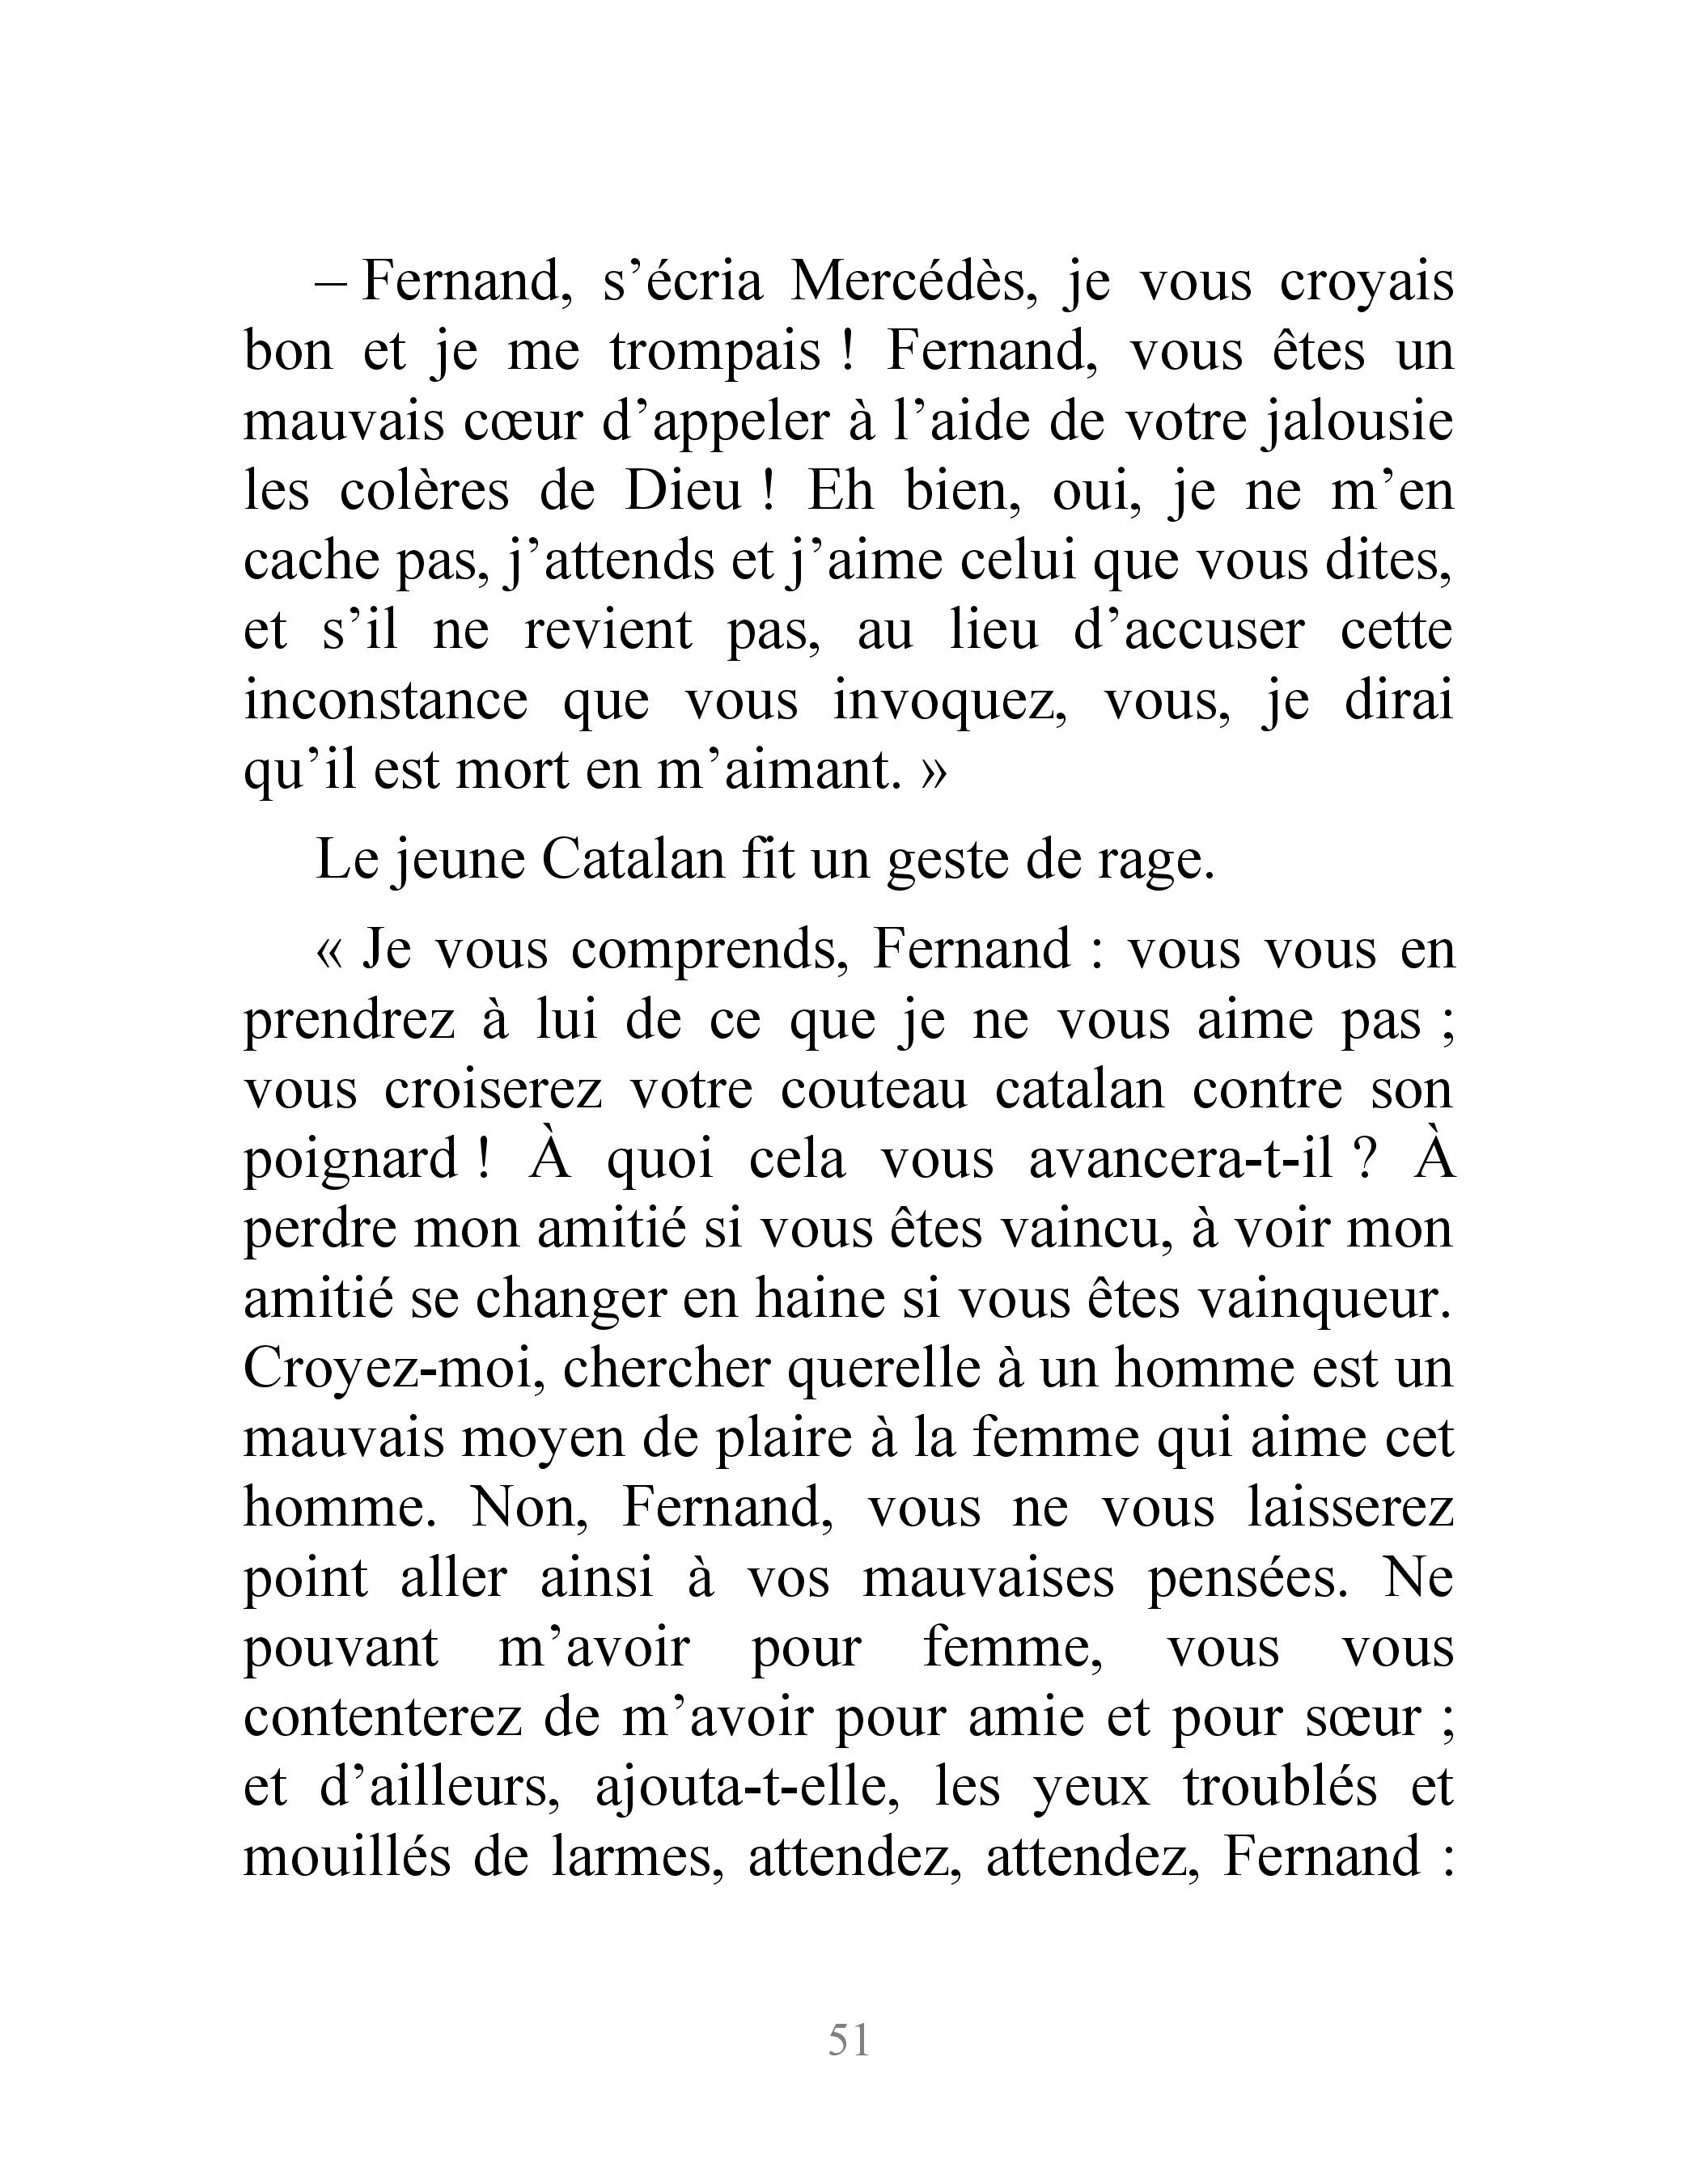 – Fernand, s’écria Mercédès, je vous croyais
bon et je me trompais ! Fernand, vous êtes un
mauvais cœur d’appeler à l’aide de votre jalousie
les colères de Dieu ! Eh bien, oui, je ne m’en
cache pas, j’attends et j’aime celui que vous dites,
et s’il ne revient pas, au lieu d’accuser cette
inconstance que vous invoquez, vous, je dirai
qu’il est mort en m’aimant. »
Le jeune Catalan fit un geste de rage.
« Je vous comprends, Fernand : vous vous en
prendrez à lui de ce que je ne vous aime pas ;
vous croiserez votre couteau catalan contre son
poignard ! À quoi cela vous avancera-t-il ? À
perdre mon amitié si vous êtes vaincu, à voir mon
amitié se changer en haine si vous êtes vainqueur.
Croyez-moi, chercher querelle à un homme est un
mauvais moyen de plaire à la femme qui aime cet
homme. Non, Fernand, vous ne vous laisserez
point aller ainsi à vos mauvaises pensées. Ne
pouvant m’avoir pour femme, vous vous
contenterez de m’avoir pour amie et pour sœur ;
et d’ailleurs, ajouta-t-elle, les yeux troublés et
mouillés de larmes, attendez, attendez, Fernand :
51